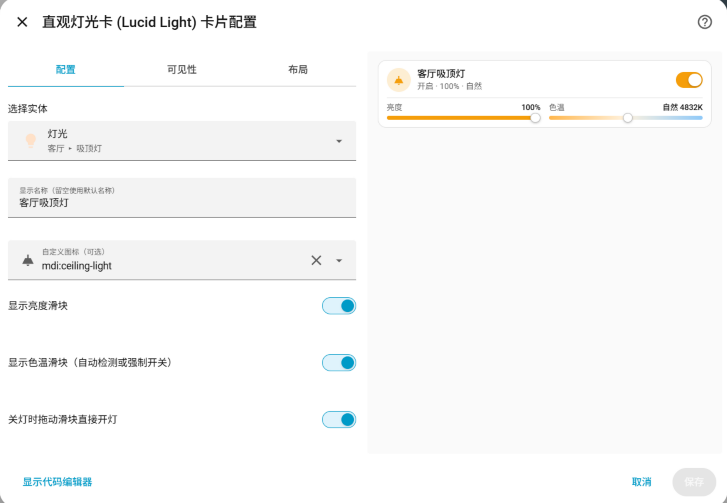 直观灯光卡 (Lucid Light) 卡片配置
配置
可见性
布局
选择实体
灯光
客厅 ▸ 吸顶灯
显示名称（留空使用默认名称）
客厅吸顶灯
自定义图标（可选）
mdi:ceiling-light
显示亮度滑块
显示色温滑块（自动检测或强制开关）
关灯时拖动滑块直接开灯
客厅吸顶灯
开启 · 100% · 自然
亮度 100% 色温 自然 4832K
显示代码编辑器
取消
保存